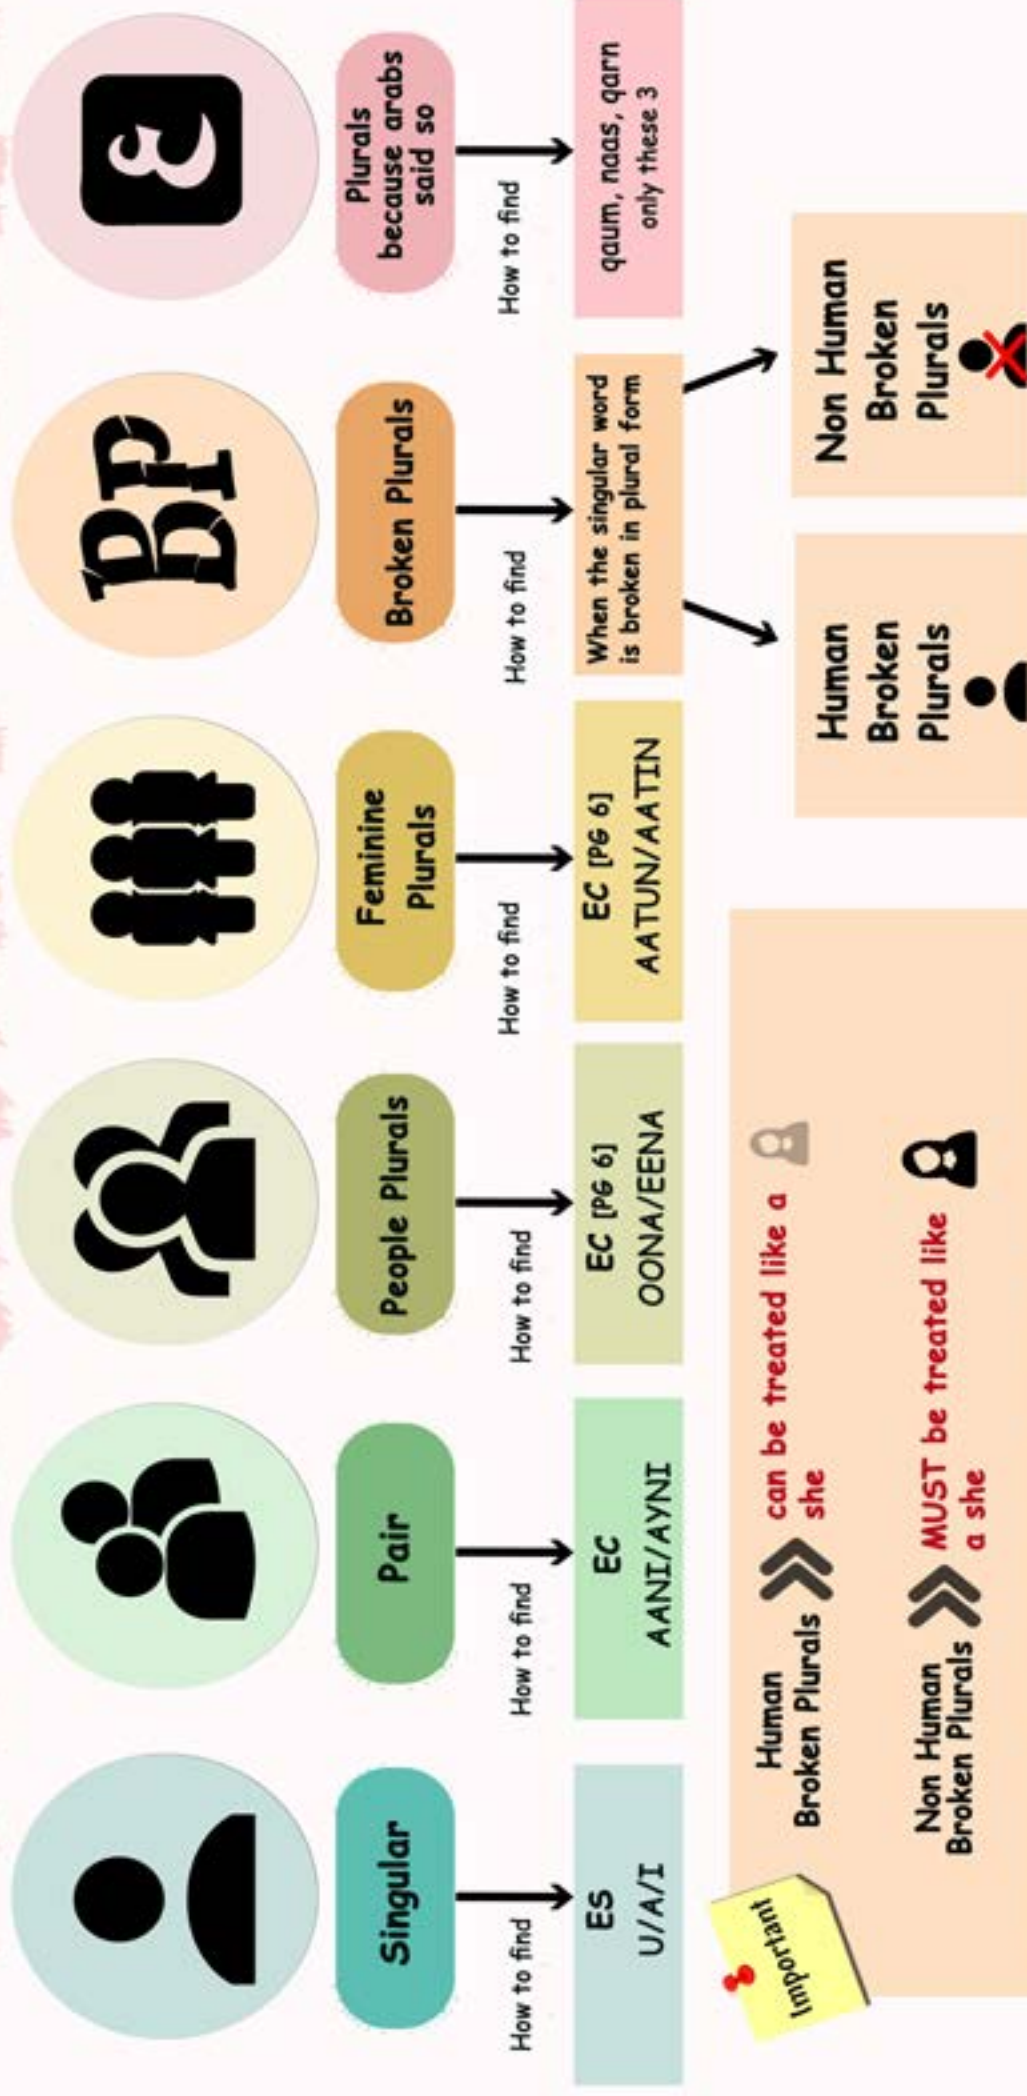 Singular
How to find
ES
U/A/I
Pair
How to find
EC
AANI/AYNI
People Plurals
How to find
EC [PG 6]
OONA/EENA
Feminine
Plurals
How to find
EC [PG 6]
AATUN/AATIN
BP
Broken Plurals
How to find
When the singular word
is broken in plural form
ع
Plurals
because arabs
said so
How to find
qaum, naas, qarn
only these 3
Important
Human
Broken Plurals
can be treated like a
she
Non Human
Broken Plurals
MUST be treated like
a she
Human
Broken
Plurals
Non Human
Broken
Plurals